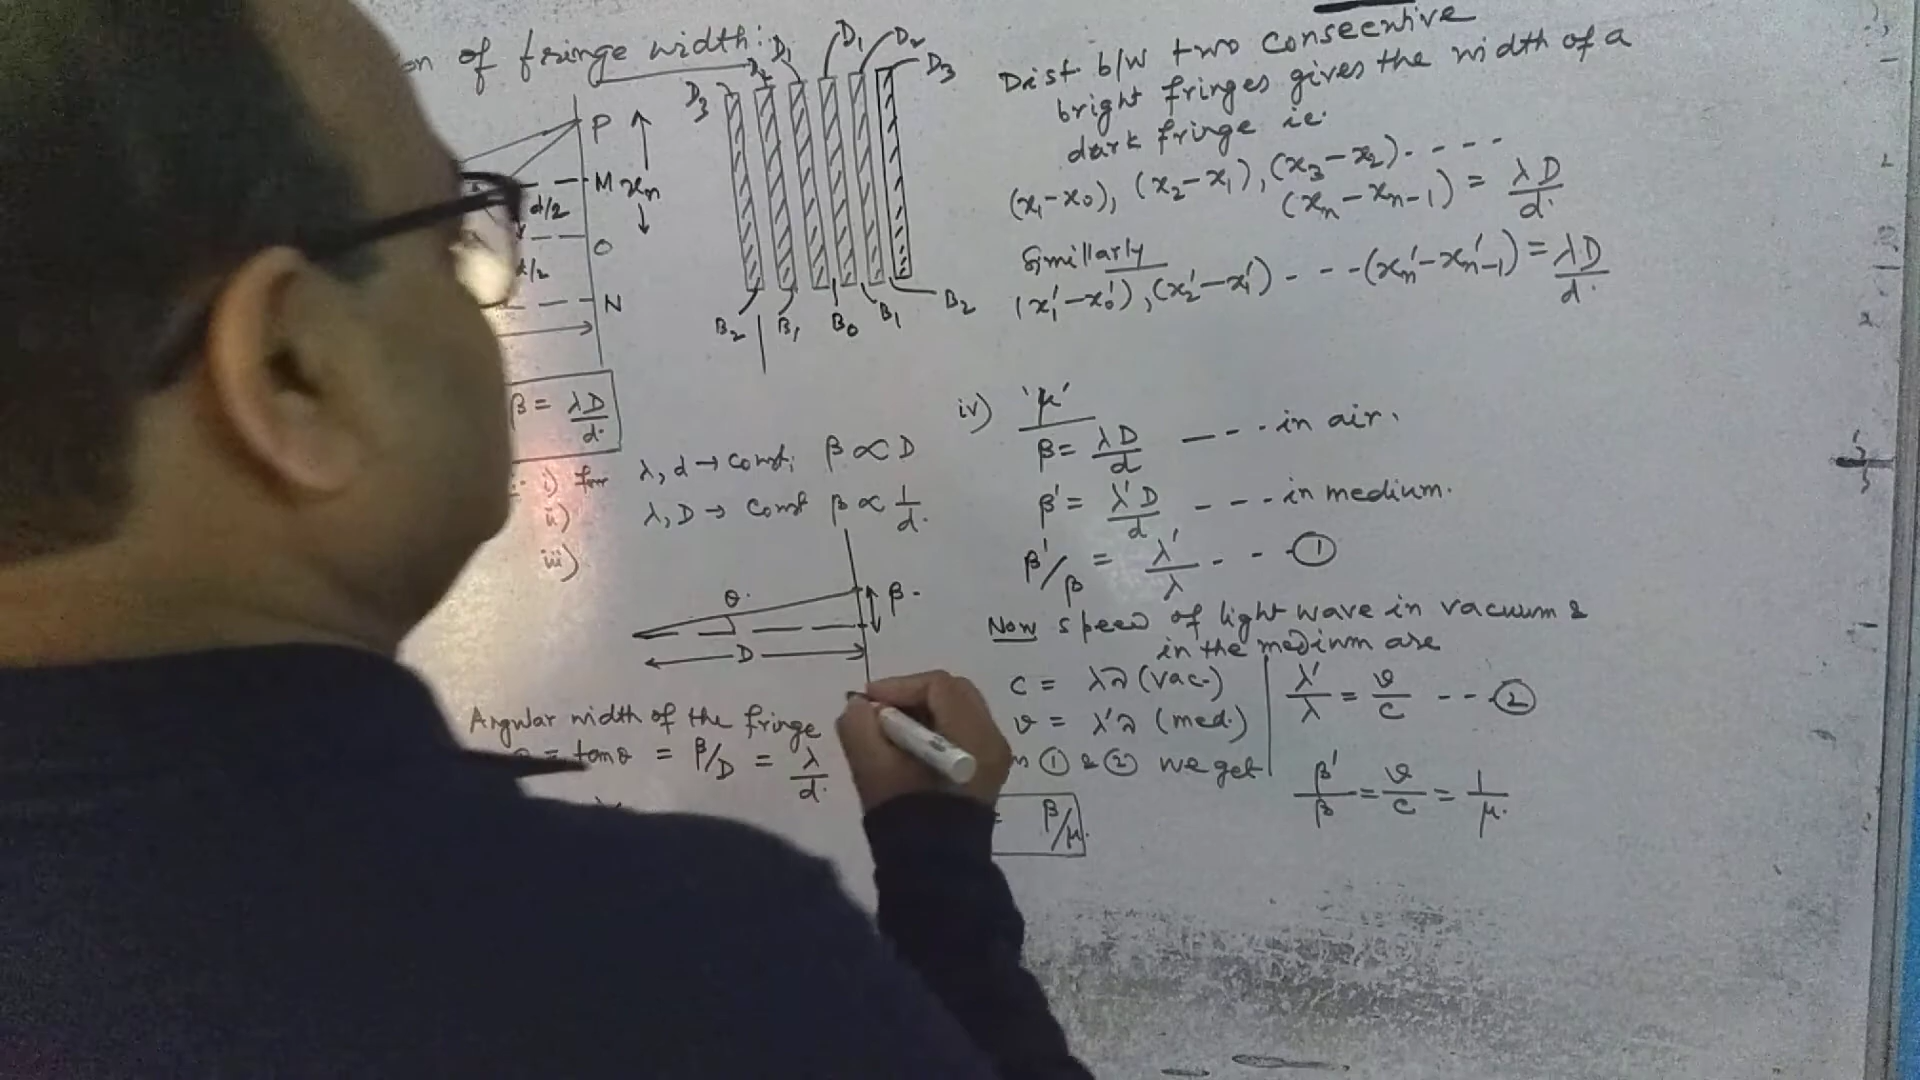 on of fringe width:
D3 D2 D1 D1 D2 D3
P
M xn
d/2
O
d/2
N
B2 B1 B0 B1 B2
β = λD/d.
i) for λ, d → const; β ∝ D
ii) λ, D → const β ∝ 1/d.
iii)
θ. β.
D
Angular width of the fringe
= tanθ = β/D = λ/d.
Dist b/w two consecutive
bright fringes gives the width of a
dark fringe ie.
(x1-x0), (x2-x1), (x3-x2) - - - -
(xn-xn-1) = λD/d.
Simillarly
(x1'-x0'), (x2'-x1') - - - (xn'-xn-1') = λD/d.
iv) 'μ'
β = λD/d - - - in air.
β' = λ'D/d - - - in medium.
β'/β = λ'/λ - - - ①
Now speed of light wave in vacuum &
in the medium are
c = λν (vac.)
v = λ'ν (med.)
λ'/λ = v/c - - ②
① & ② we get
β'/β = v/c = 1/μ.
= β/μ.